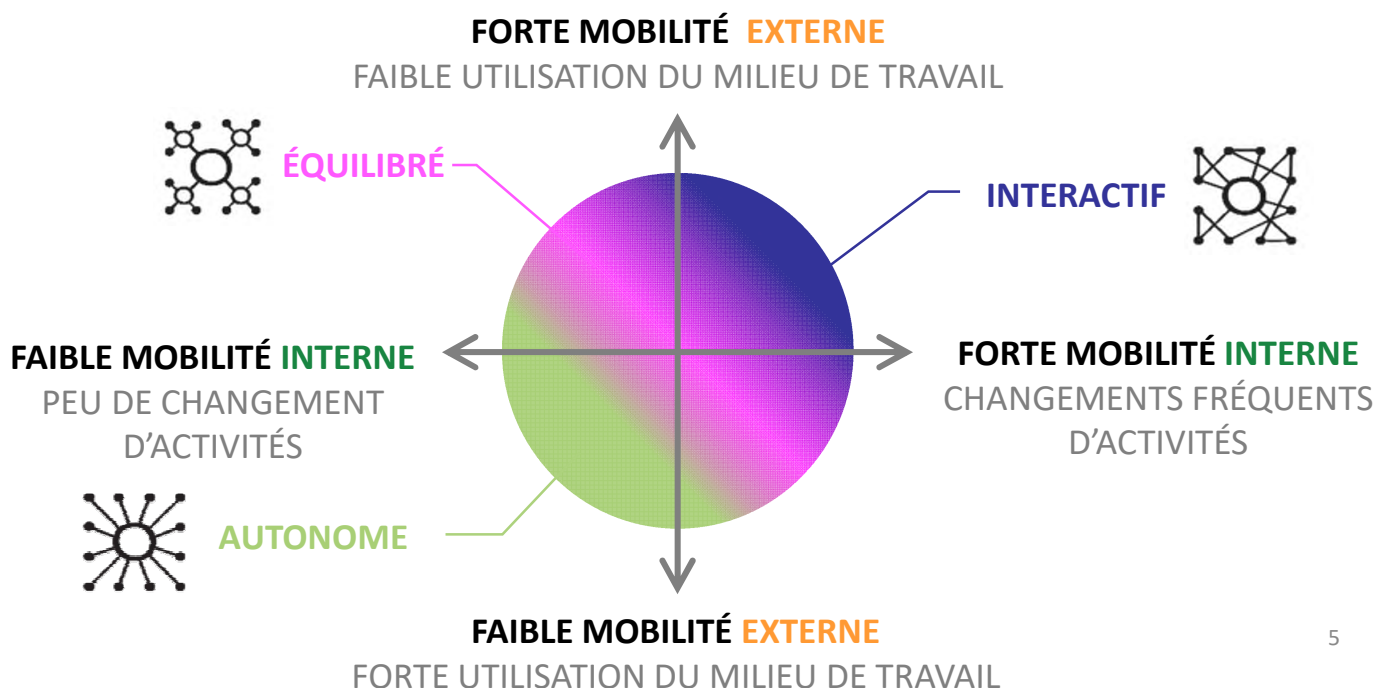 FORTE MOBILITÉ EXTERNE
FAIBLE UTILISATION DU MILIEU DE TRAVAIL
ÉQUILIBRÉ
INTERACTIF
FAIBLE MOBILITÉ INTERNE
PEU DE CHANGEMENT
D’ACTIVITÉS
FORTE MOBILITÉ INTERNE
CHANGEMENTS FRÉQUENTS
D’ACTIVITÉS
AUTONOME
FAIBLE MOBILITÉ EXTERNE
FORTE UTILISATION DU MILIEU DE TRAVAIL
5